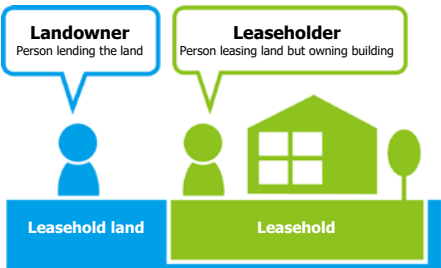 Landowner
Person lending the land
Leaseholder
Person leasing land but owning building
Leasehold land
Leasehold